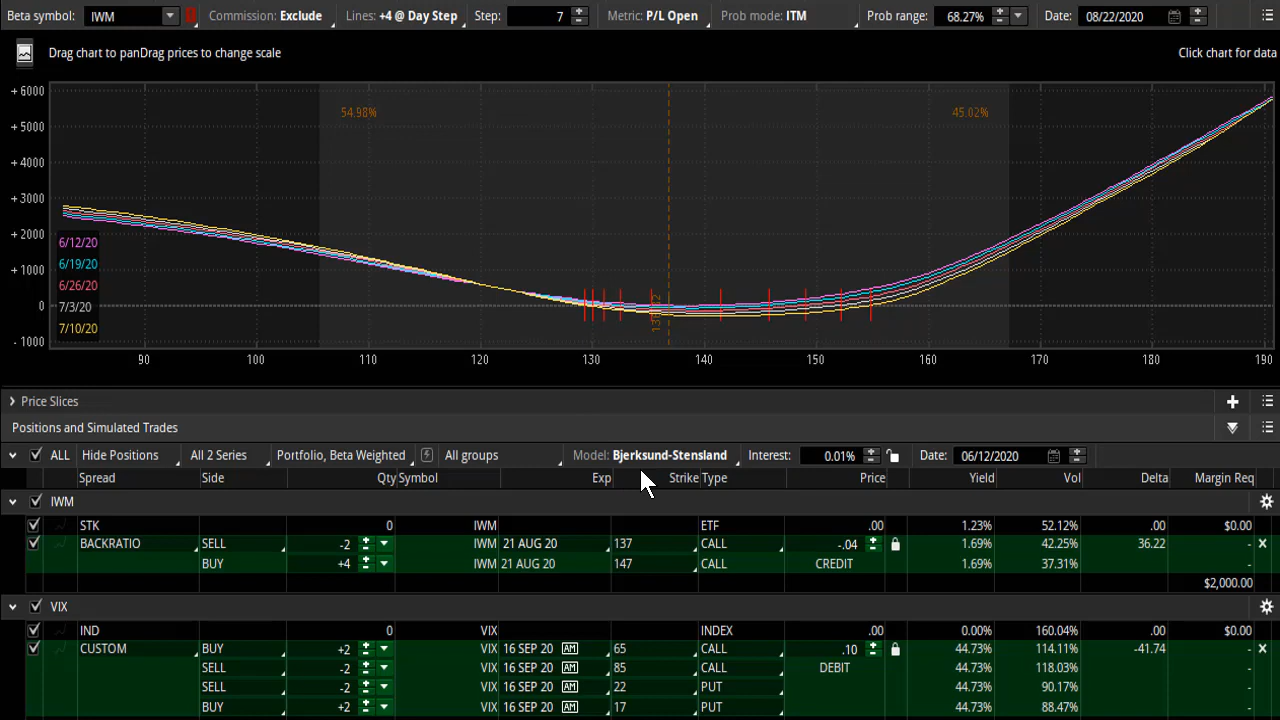 Beta symbol: IWM Commission: Exclude Lines: +4 @ Day Step Step: 7 Metric: P/L Open Prob mode: ITM Prob range: 68.27% Date: 08/22/2020
Drag chart to panDrag prices to change scale Click chart for data
+ 6000
54.98% 45.02%
+ 5000
+ 4000
+ 3000
+ 2000
6/12/20
+ 1000
6/19/20
6/26/20
0
7/3/20
7/10/20
- 1000
90 100 110 120 130 140 150 160 170 180 190
Price Slices
Positions and Simulated Trades
ALL Hide Positions All 2 Series Portfolio, Beta Weighted All groups Model: Bjerksund-Stensland Interest: 0.01% Date: 06/12/2020
Spread Side Qty Symbol Exp Strike Type Price Yield Vol Delta Margin Req
IWM
STK 0 IWM ETF .00 1.23% 52.12% .00 $0.00
BACKRATIO SELL -2 IWM 21 AUG 20 137 CALL -.04 1.69% 42.25% 36.22 - X
BUY +4 IWM 21 AUG 20 147 CALL CREDIT 1.69% 37.31% -
$2,000.00
VIX
IND 0 VIX INDEX .00 0.00% 160.04% .00 $0.00
CUSTOM BUY +2 VIX 16 SEP 20 AM 65 CALL .10 44.73% 114.11% -41.74 - X
SELL -2 VIX 16 SEP 20 AM 85 CALL DEBIT 44.73% 118.03% -
SELL -2 VIX 16 SEP 20 AM 22 PUT 44.73% 90.17% -
BUY +2 VIX 16 SEP 20 AM 17 PUT 44.73% 88.47% -